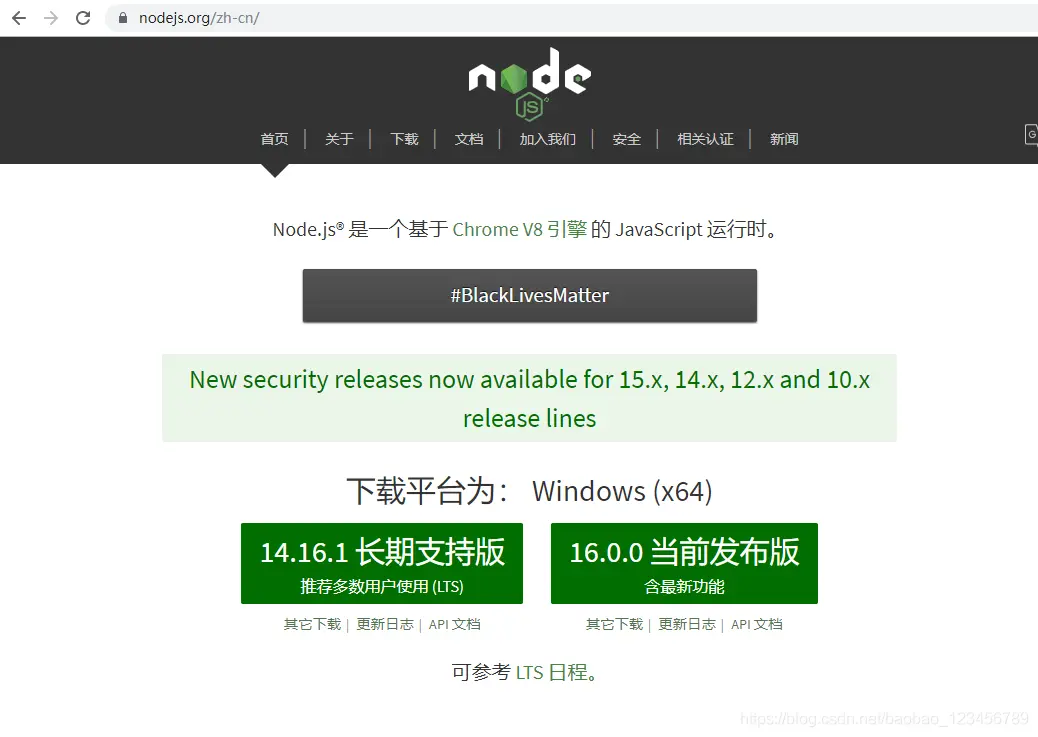 nodejs.org/zh-cn/
node
JS
首页 | 关于 | 下载 | 文档 | 加入我们 | 安全 | 相关认证 | 新闻
G
Node.js® 是一个基于 Chrome V8 引擎 的 JavaScript 运行时。
#BlackLivesMatter
New security releases now available for 15.x, 14.x, 12.x and 10.x
release lines
下载平台为： Windows (x64)
14.16.1 长期支持版
推荐多数用户使用 (LTS)
16.0.0 当前发布版
含最新功能
其它下载 | 更新日志 | API 文档
其它下载 | 更新日志 | API 文档
可参考 LTS 日程。
https://blog.csdn.net/baobao_123456789